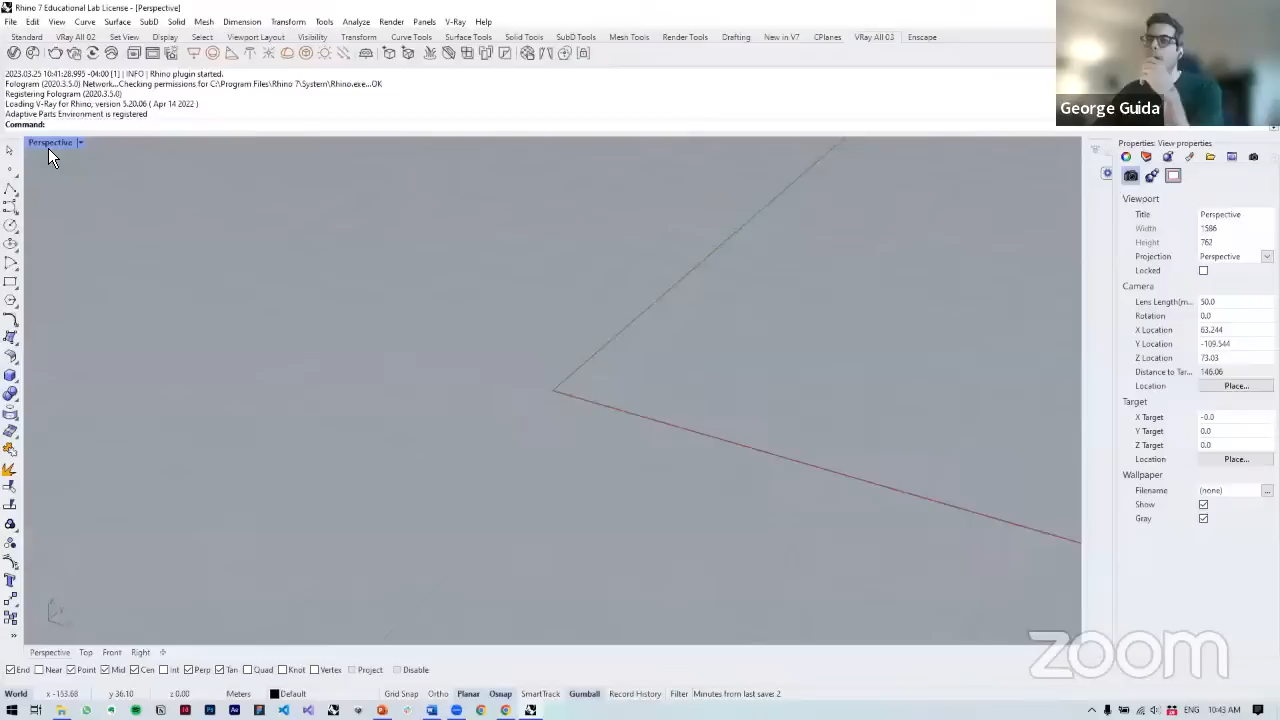 Rhino 7 Educational Lab License - [Perspective]
File Edit View Curve Surface SubD Solid Mesh Dimension Transform Tools Analyze Render Panels V-Ray Help
Standard VRay All 02 Set View Display Select Viewport Layout Visibility Transform Curve Tools Surface Tools Solid Tools SubD Tools Mesh Tools Render Tools Drafting New in V7 CPlanes VRay All 03 Enscape
2023.03.25 10:41:28.995 -04:00 [1] | INFO | Rhino plugin started.
Fologram (2020.3.5.0) Network...Checking permissions for C:\Program Files\Rhino 7\System\Rhino.exe...OK
Registering Fologram (2020.3.5.0)
Loading V-Ray for Rhino; version 5.20.06 ( Apr 14 2022 )
Adaptive Parts Environment is registered
Command:
George Guida
Perspective
Properties: View properties
Viewport
Title Perspective
Width 1586
Height 762
Projection Perspective
Locked
Camera
Lens Length(m... 50.0
Rotation 0.0
X Location 63.244
Y Location -109.544
Z Location 73.03
Distance to Tar... 146.06
Location Place...
Target
X Target -0.0
Y Target 0.0
Z Target 0.0
Location Place...
Wallpaper
Filename (none) ...
Show
Gray
zoom
Perspective Top Front Right
End Near Point Mid Cen Int Perp Tan Quad Knot Vertex Project Disable
World x -153.68 y 36.10 z 0.00 Meters Default Grid Snap Ortho Planar Osnap SmartTrack Gumball Record History Filter Minutes from last save: 2
ENG 10:43 AM